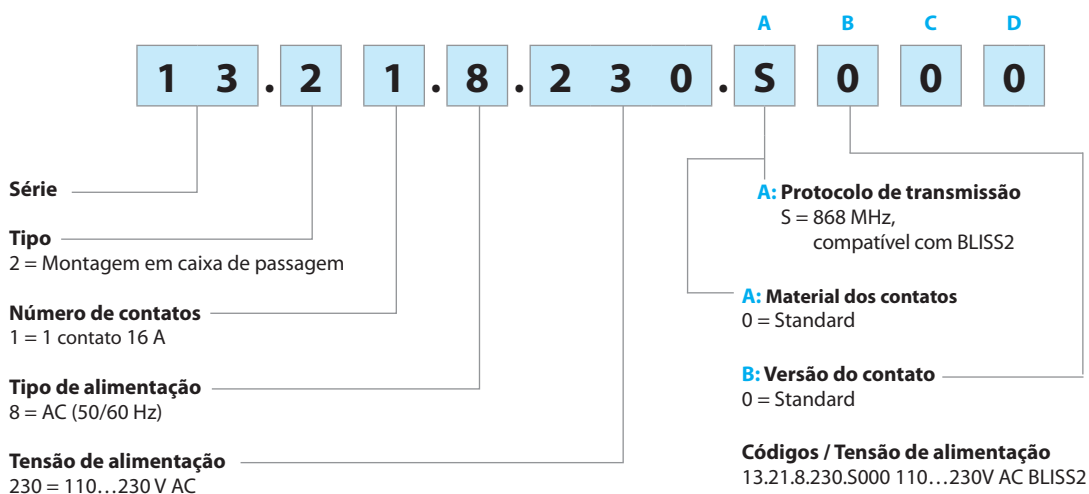 A B C D
1 3 . 2 1 . 8 . 2 3 0 . S 0 0 0
Série
Tipo
2 = Montagem em caixa de passagem
Número de contatos
1 = 1 contato 16 A
Tipo de alimentação
8 = AC (50/60 Hz)
Tensão de alimentação
230 = 110…230 V AC
A: Protocolo de transmissão
S = 868 MHz,
compatível com BLISS2
A: Material dos contatos
0 = Standard
B: Versão do contato
0 = Standard
Códigos / Tensão de alimentação
13.21.8.230.S000 110…230V AC BLISS2